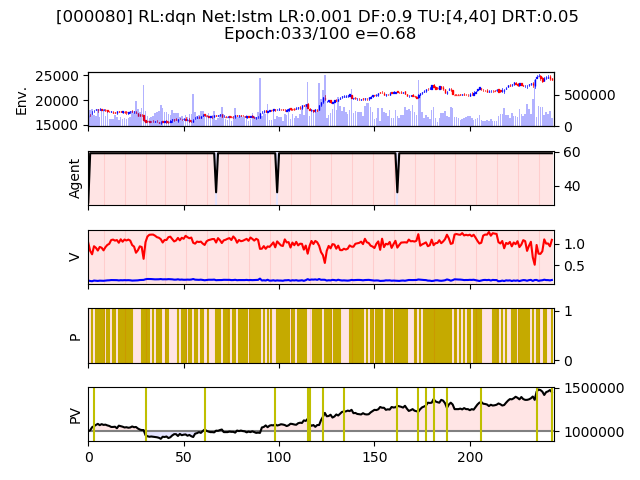 [000080] RL:dqn Net:lstm LR:0.001 DF:0.9 TU:[4,40] DRT:0.05
Epoch:033/100 e=0.68
Env.
25000
20000
15000
500000
0
Agent
60
40
V
1.0
0.5
P
1
0
PV
1500000
1000000
0 50 100 150 200